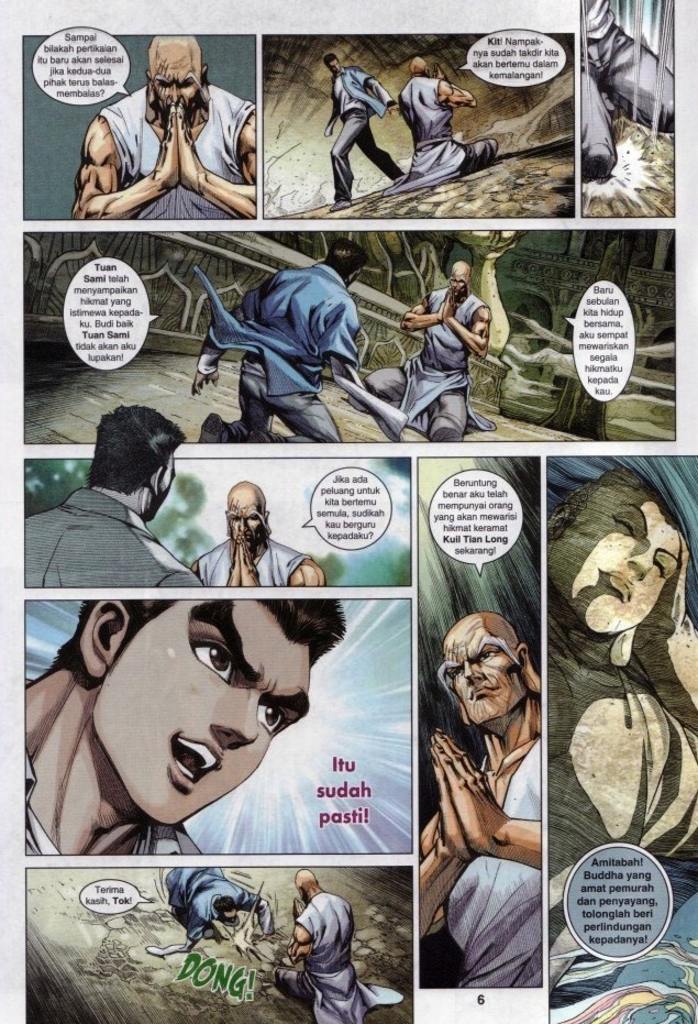 Sampai
bilakah pertikaian
itu baru akan selesai
jika kedua-dua
pihak terus balas-
membalas?
Kit! Nampak-
nya sudah takdir kita
akan bertemu dalam
kemalangan!
Tuan
Sami telah
menyampaikan
hikmat yang
istimewa kepada-
ku. Budi baik
Tuan Sami
tidak akan aku
lupakan!
Baru
sebulan
kita hidup
bersama,
aku sempat
mewariskan
segala
hikmatku
kepada
kau.
Jika ada
peluang untuk
kita bertemu
semula, sudikah
kau berguru
kepadaku?
Itu
sudah
pasti!
Terima
kasih, Tok!
DONG!
Beruntung
benar aku telah
mempunyai orang
yang akan mewarisi
hikmat keramat
Kuil Tian Long
sekarang!
Amitabah!
Buddha yang
amat pemurah
dan penyayang,
tolonglah beri
perlindungan
kepadanya!
6